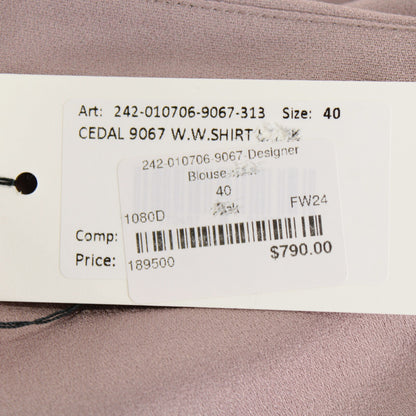 Art: 242-010706-9067-313 Size: 40
CEDAL 9067 W.W.SHIRT
242-010706-9067-Designer
Blouse
40
1080D FW24
Comp:
Price: 189500 $790.00